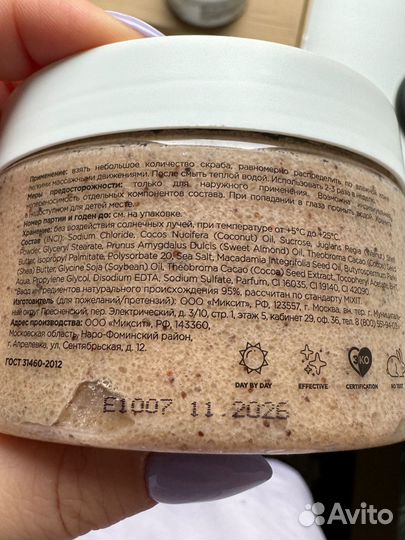 Применение: взять небольшое количество скраба, равномерно распределить по влажной коже
легкими массажными движениями. После смыть теплой водой. Использовать 2-3 раза в
Меры предосторожности: только для наружного применения. Возможна
непереносимость отдельных компонентов состава. При попадании в глаза промыть водой. Хранить
в недоступном для детей месте.
Номер партии и годен до: см. на упаковке.
Хранение: без воздействия солнечных лучей, при температуре от +5°C до +25°C.
Состав (INCI): Sodium Chloride, Cocos Nucifera (Coconut) Oil, Sucrose, Juglans Regia (Walnut) Shell
Powder, Glyceryl Stearate, Prunus Amygdalus Dulcis (Sweet Almond) Oil, Theobroma Cacao (Cocoa)
Butter, Isopropyl Palmitate, Polysorbate 20, Sea Salt, Macadamia Integrifolia Seed Oil, Butyrospermum
(Shea) Butter, Glycine Soja (Soybean) Oil, Theobroma Cacao (Cocoa) Seed Extract, Tocopheryl Acetate,
Aqua, Propylene Glycol, Disodium EDTA, Sodium Sulfate, Parfum, CI 16035, CI 19140, CI 42090.
*Ввод ингредиентов натурального происхождения 95%, рассчитан по стандарту MIXIT.
Изготовитель (для пожеланий/претензий): ООО «Миксит», РФ, 123557, г. Москва, вн. тер. г. Муниципальный
округ Пресненский, пер. Электрический, д. 3/10, стр. 1, этаж 5, кабинет 29, оф. 36, тел. 8 (800)
Адрес производства: ООО «Миксит», РФ, 143360,
Московская область, Наро-Фоминский район,
г. Апрелевка, ул. Сентябрьская, д. 12.
ГОСТ 31460-2012
DAY BY DAY
EFFECTIVE
ЭКО
CERTIFICATION
NO TEST
E1007 11.2026
Avito